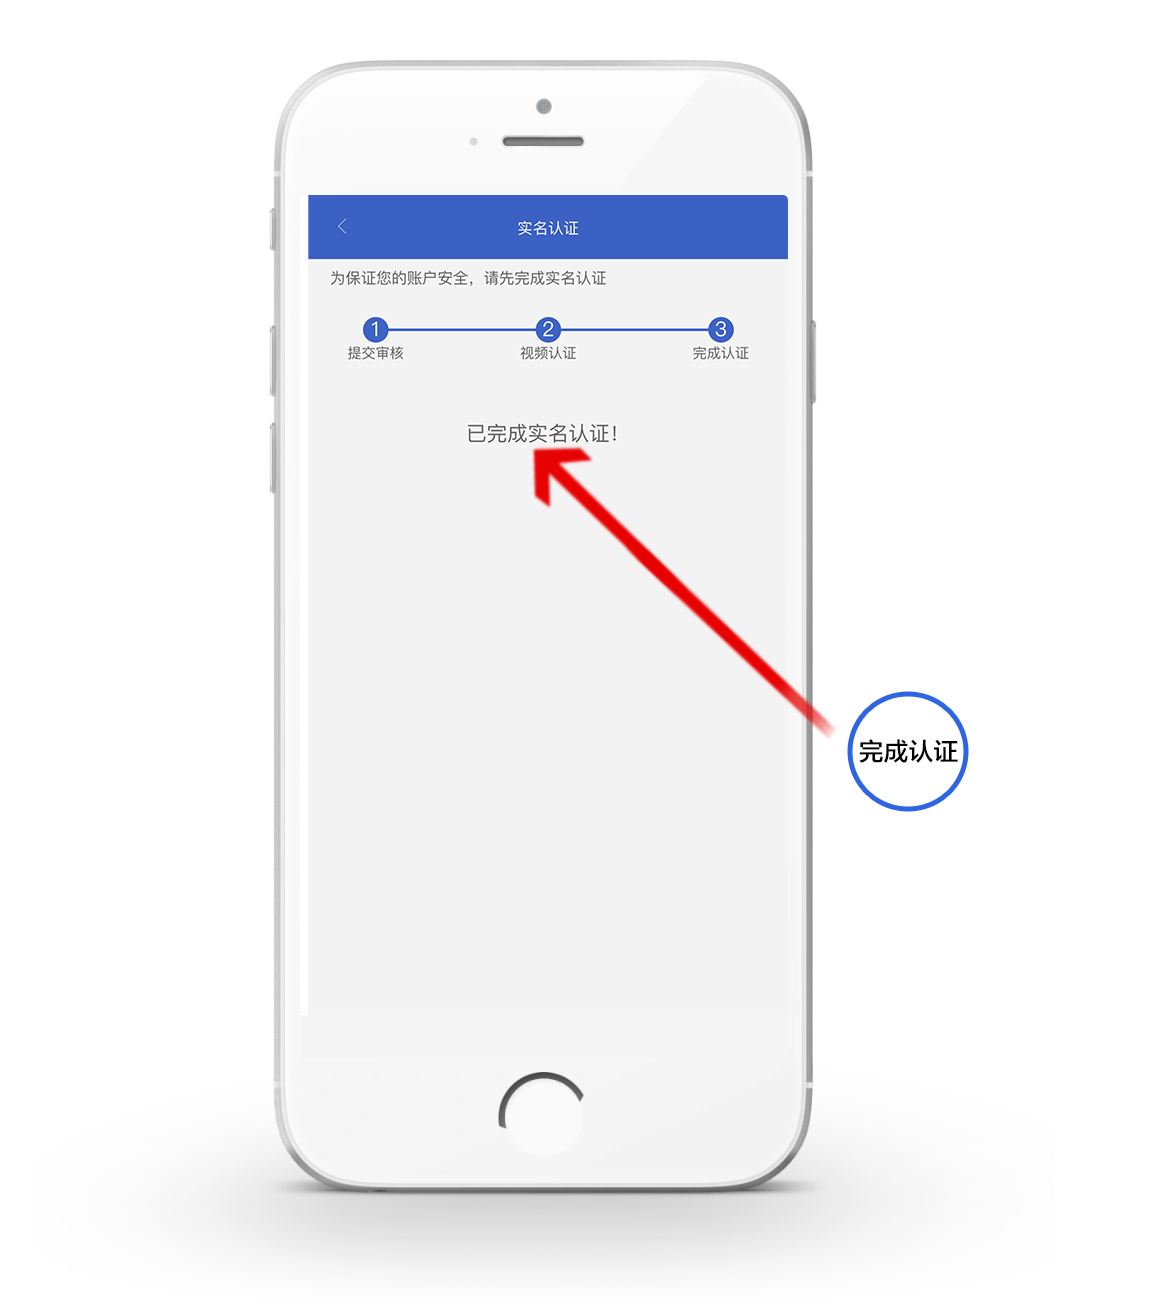 实名认证
为保证您的账户安全，请先完成实名认证
1 2 3
提交审核 视频认证 完成认证
已完成实名认证！
完成认证